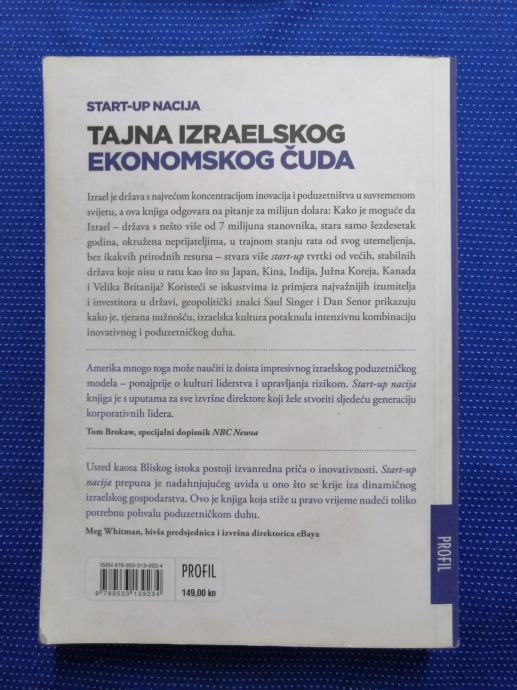 START-UP NACIJA
TAJNA IZRAELSKOG
EKONOMSKOG ČUDA
Izrael je država s najvećom koncentracijom inovacija i poduzetništva u suvremenom
svijetu, a ova knjiga odgovara na pitanje za milijun dolara: Kako je moguće da
Izrael – država s nešto više od 7 milijuna stanovnika, stara samo šezdesetak
godina, okružena neprijateljima, u trajnom stanju rata od svog utemeljenja,
bez ikakvih prirodnih resursa – stvara više start-up tvrtki od većih, stabilnih
država koje nisu u ratu kao što su Japan, Kina, Indija, Južna Koreja, Kanada
i Velika Britanija? Koristeći se iskustvima iz primjera najvažnijih izumitelja
i investitora u državi, geopolitički znalci Saul Singer i Dan Senor prikazuju
kako je, tjerana nužnošću, izraelska kultura potaknula intenzivnu kombinaciju
inovativnog i poduzetničkog duha.
Amerika mnogo toga može naučiti iz doista impresivnog izraelskog poduzetničkog
modela – ponajprije o kulturi liderstva i upravljanja rizikom. Start-up nacija
knjiga je s uputama za sve izvršne direktore koji žele stvoriti sljedeću generaciju
korporativnih lidera.
Tom Brokaw, specijalni dopisnik NBC Newsa
Usred kaosa Bliskog istoka postoji izvanredna priča o inovativnosti. Start-up
nacija prepuna je nadahnjujućeg uvida u ono što se krije iza dinamičnog
izraelskog gospodarstva. Ovo je knjiga koja stiže u pravo vrijeme nudeći toliko
potrebnu pohvalu poduzetničkom duhu.
Meg Whitman, bivša predsjednica i izvršna direktorica eBaya
ISBN 978-953-313-923-4
9 789533 139234
PROFIL
149,00 kn
PROFIL